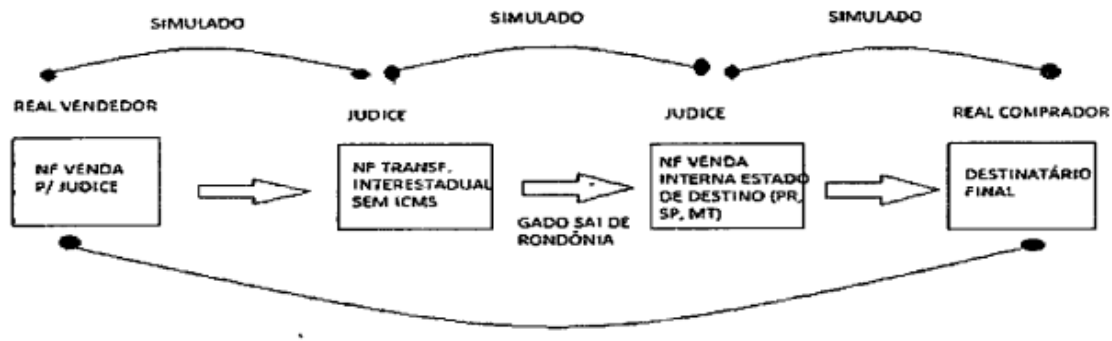 SIMULADO
SIMULADO
SIMULADO
REAL VENDEDOR
JUDICE
JUDICE
REAL COMPRADOR
NF VENDA
P/ JUDICE
NF TRANSF.
INTERESTADUAL
SEM ICMS
NF VENDA
INTERNA ESTADO
DE DESTINO (PR,
SP, MT)
DESTINATÁRIO
FINAL
GADO SAI DE
RONDÔNIA